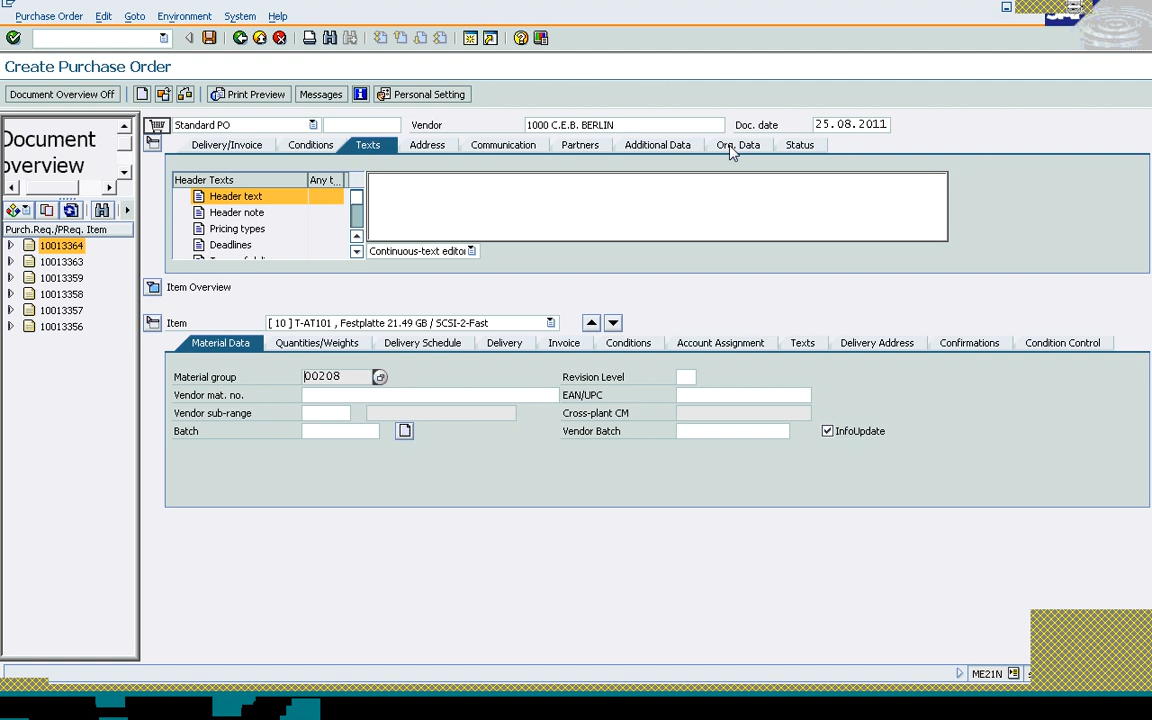 Purchase Order Edit Goto Environment System Help
Create Purchase Order
Document Overview Off Print Preview Messages Personal Setting
Document
overview
Purch.Req./PReq. Item
10013364
10013363
10013359
10013358
10013357
10013356
Standard PO Vendor 1000 C.E.B. BERLIN Doc. date 25.08.2011
Delivery/Invoice Conditions Texts Address Communication Partners Additional Data Org. Data Status
Header Texts Any t...
Header text
Header note
Pricing types
Deadlines
Continuous-text editor
Item Overview
Item [ 10 ] T-AT101 , Festplatte 21.49 GB / SCSI-2-Fast
Material Data Quantities/Weights Delivery Schedule Delivery Invoice Conditions Account Assignment Texts Delivery Address Confirmations Condition Control
Material group 00208 Revision Level
Vendor mat. no. EAN/UPC
Vendor sub-range Cross-plant CM
Batch Vendor Batch InfoUpdate
ME21N